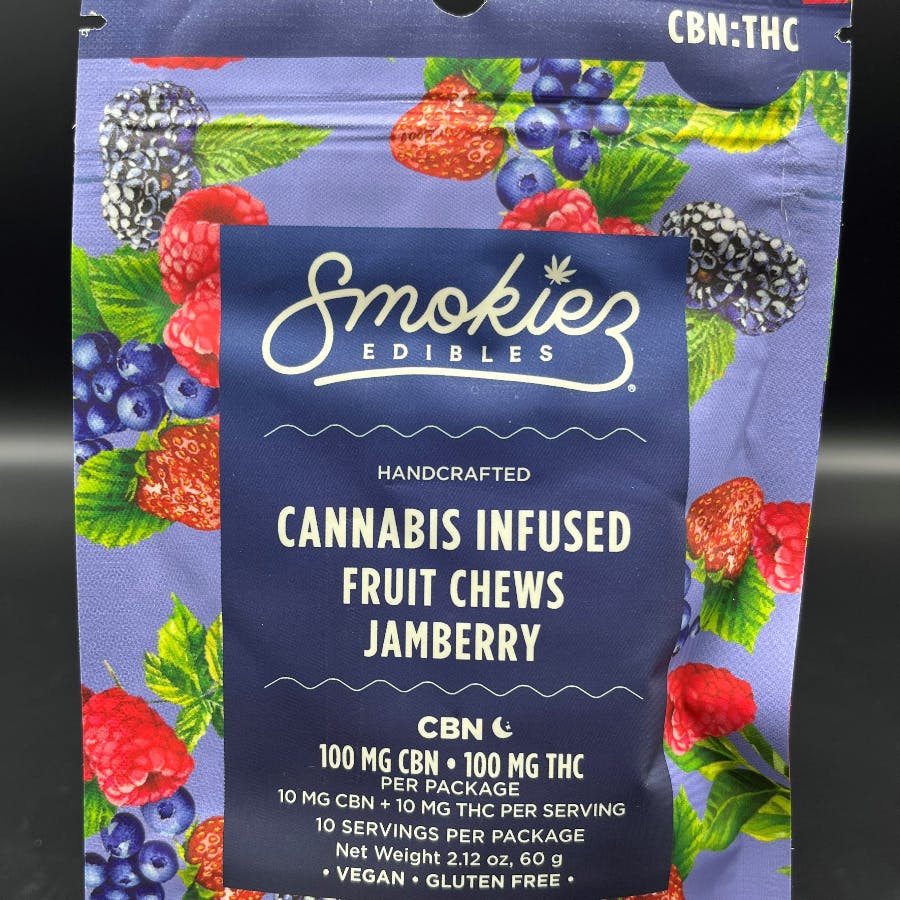 CBN:THC
Smokiez
EDIBLES
®
HANDCRAFTED
CANNABIS INFUSED
FRUIT CHEWS
JAMBERRY
CBN
100 MG CBN • 100 MG THC
PER PACKAGE
10 MG CBN + 10 MG THC PER SERVING
10 SERVINGS PER PACKAGE
Net Weight 2.12 oz, 60 g
• VEGAN • GLUTEN FREE •